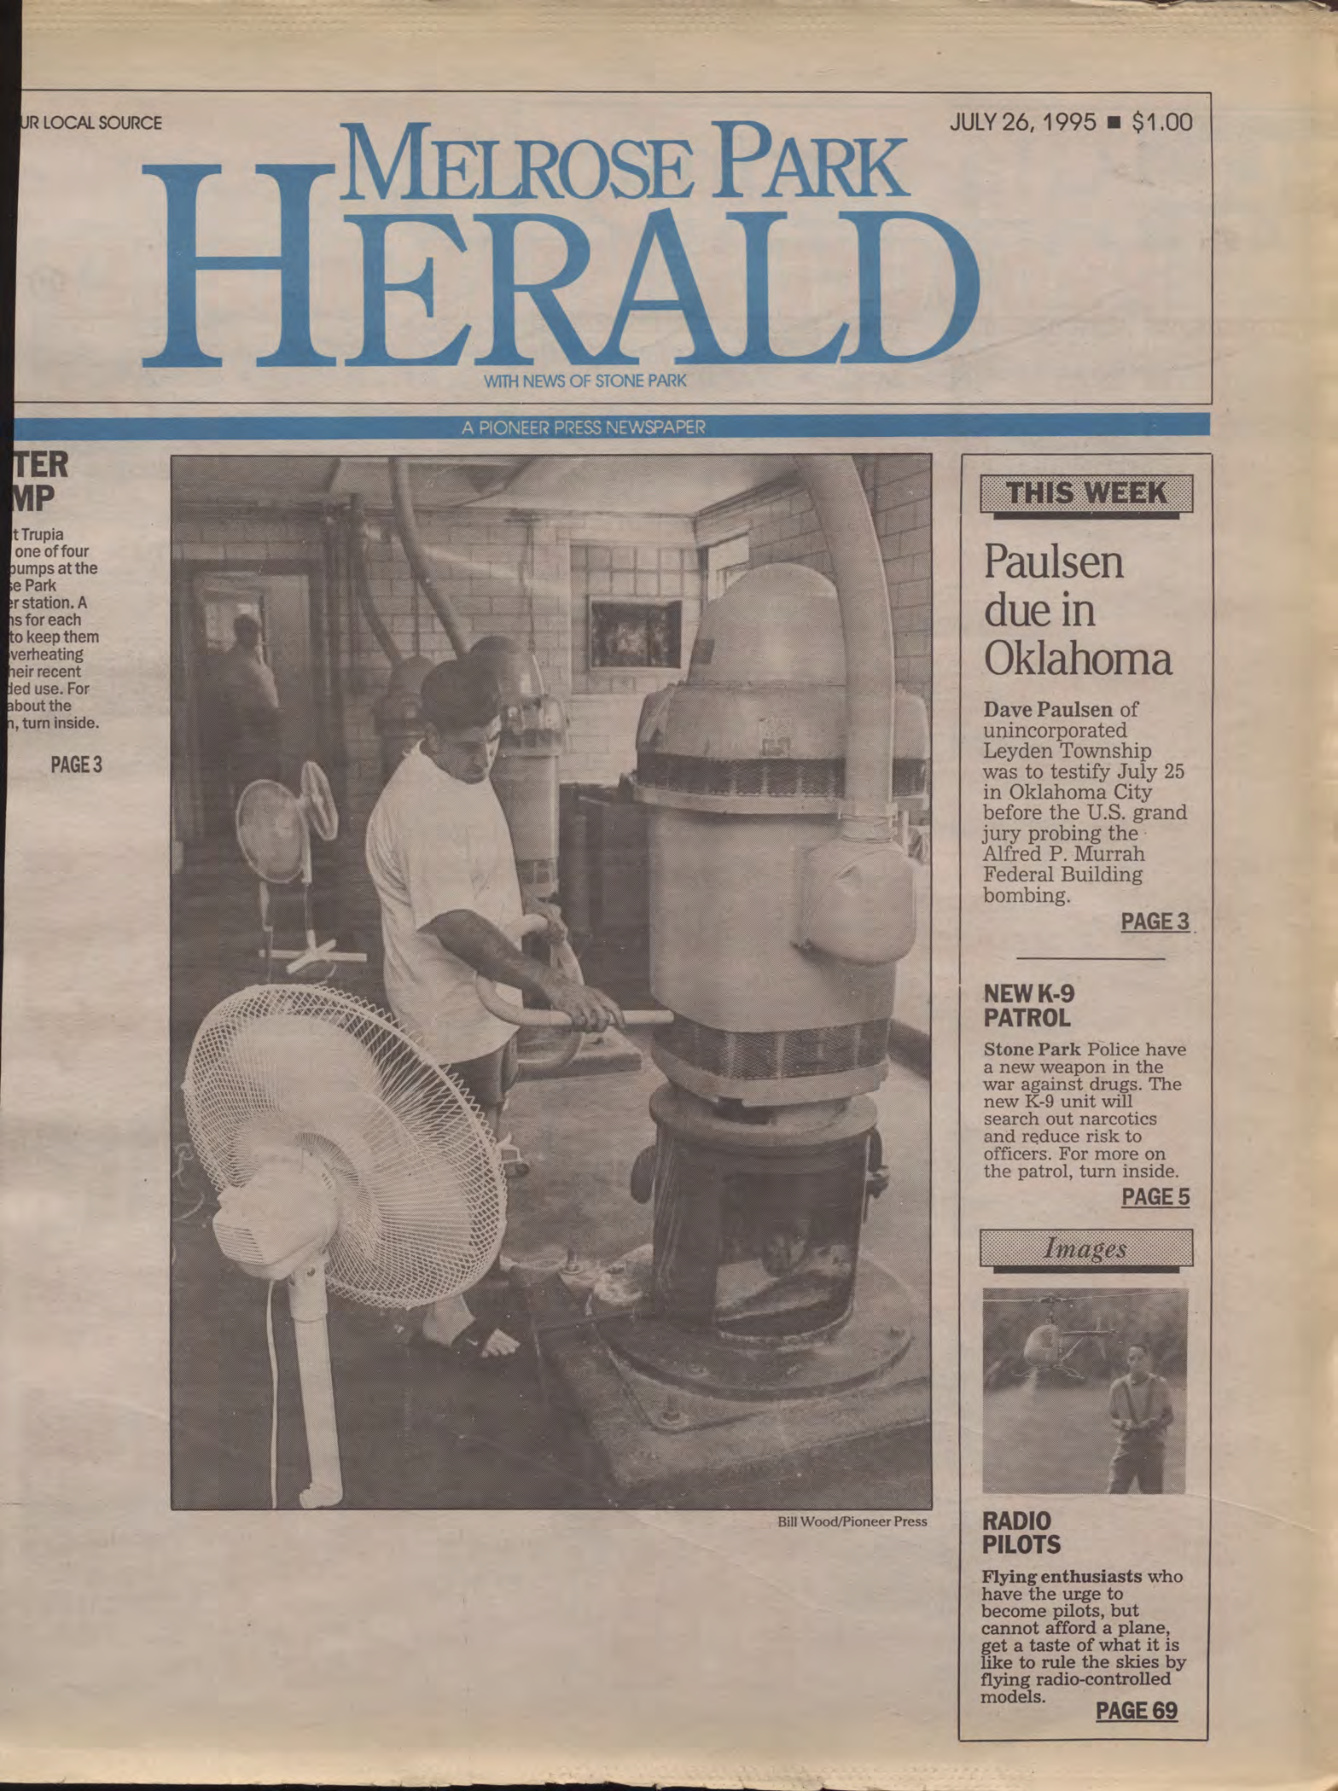 UR LOCAL SOURCE
JULY 26, 1995 ■ $1.00
MELROSE PARK
HERALD
WITH NEWS OF STONE PARK
A PIONEER PRESS NEWSPAPER
TER
MP
t Trupia
one of four
pumps at the
se Park
er station. A
ns for each
to keep them
verheating
heir recent
ded use. For
about the
n, turn inside.
PAGE 3
Bill Wood/Pioneer Press
THIS WEEK
Paulsen
due in
Oklahoma
Dave Paulsen of
unincorporated
Leyden Township
was to testify July 25
in Oklahoma City
before the U.S. grand
jury probing the
Alfred P. Murrah
Federal Building
bombing.
PAGE 3
NEW K-9
PATROL
Stone Park Police have
a new weapon in the
war against drugs. The
new K-9 unit will
search out narcotics
and reduce risk to
officers. For more on
the patrol, turn inside.
PAGE 5
Images
RADIO
PILOTS
Flying enthusiasts who
have the urge to
become pilots, but
cannot afford a plane,
get a taste of what it is
like to rule the skies by
flying radio-controlled
models.
PAGE 69